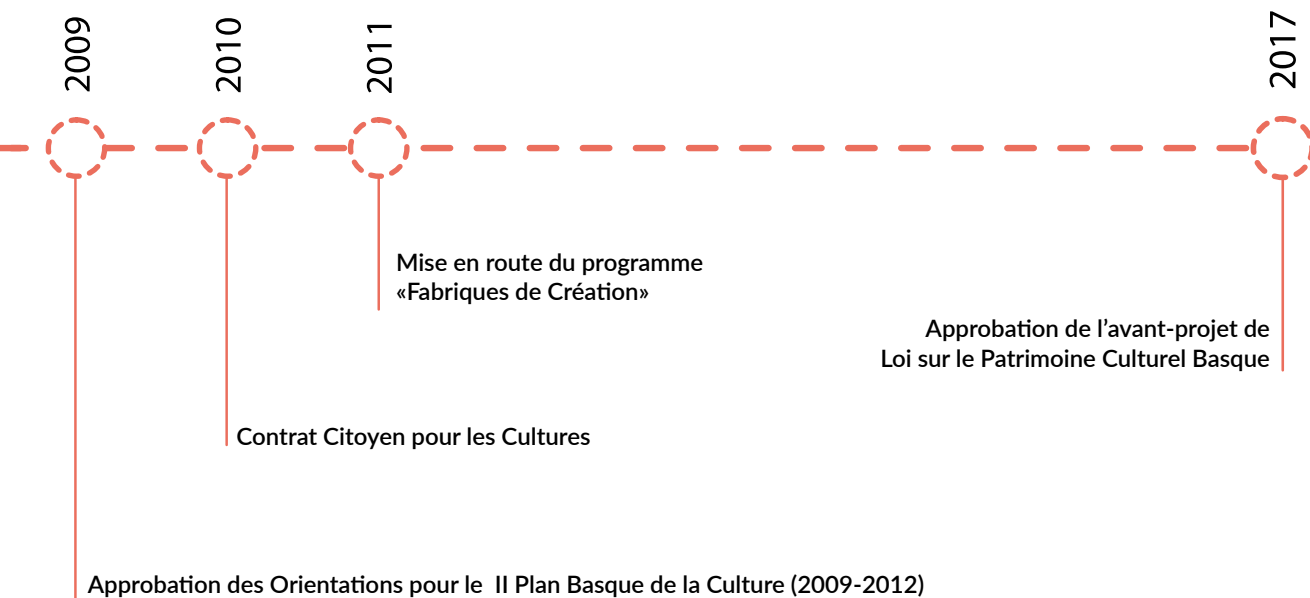 2009
2010
2011
2017
Mise en route du programme
«Fabriques de Création»
Approbation de l’avant-projet de
Loi sur le Patrimoine Culturel Basque
Contrat Citoyen pour les Cultures
Approbation des Orientations pour le  II Plan Basque de la Culture (2009-2012)